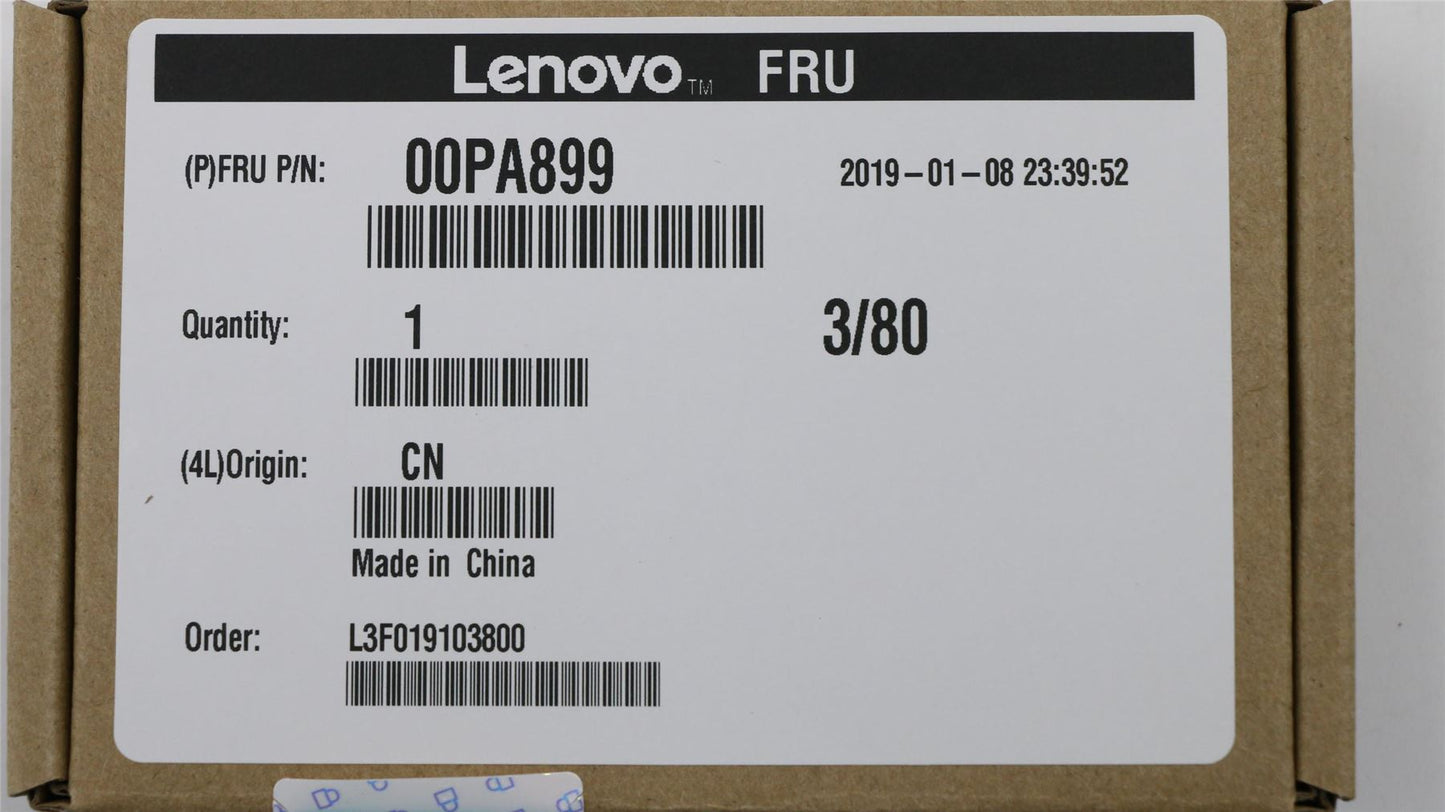 Lenovo™ FRU
(P)FRU P/N: 00PA899 2019-01-08 23:39:52
Quantity: 1 3/80
(4L)Origin: CN
Made in China
Order: L3F019103800